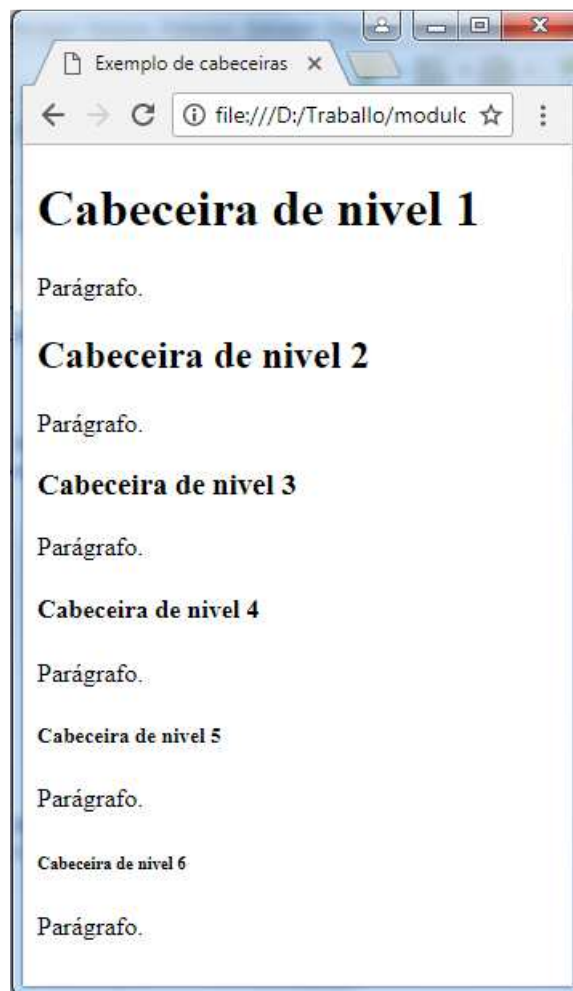 Exemplo de cabeceiras
file:///D:/Traballo/modulc
Cabeceira de nivel 1
Parágrafo.
Cabeceira de nivel 2
Parágrafo.
Cabeceira de nivel 3
Parágrafo.
Cabeceira de nivel 4
Parágrafo.
Cabeceira de nivel 5
Parágrafo.
Cabeceira de nivel 6
Parágrafo.